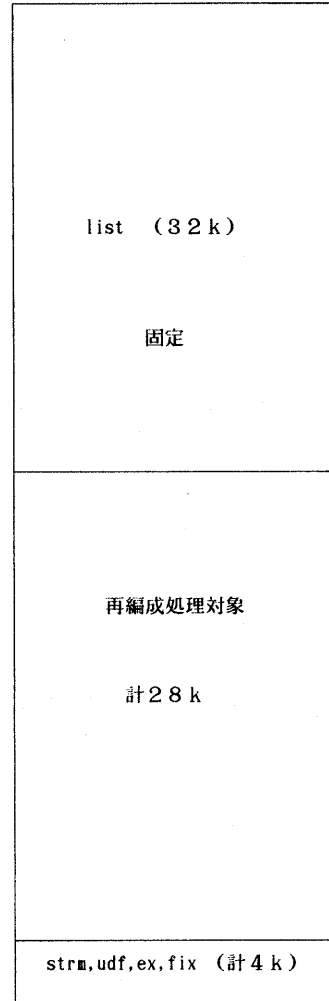 list （３２ｋ）
固定
再編成処理対象
計２８ｋ
strm,udf,ex,fix （計４ｋ）